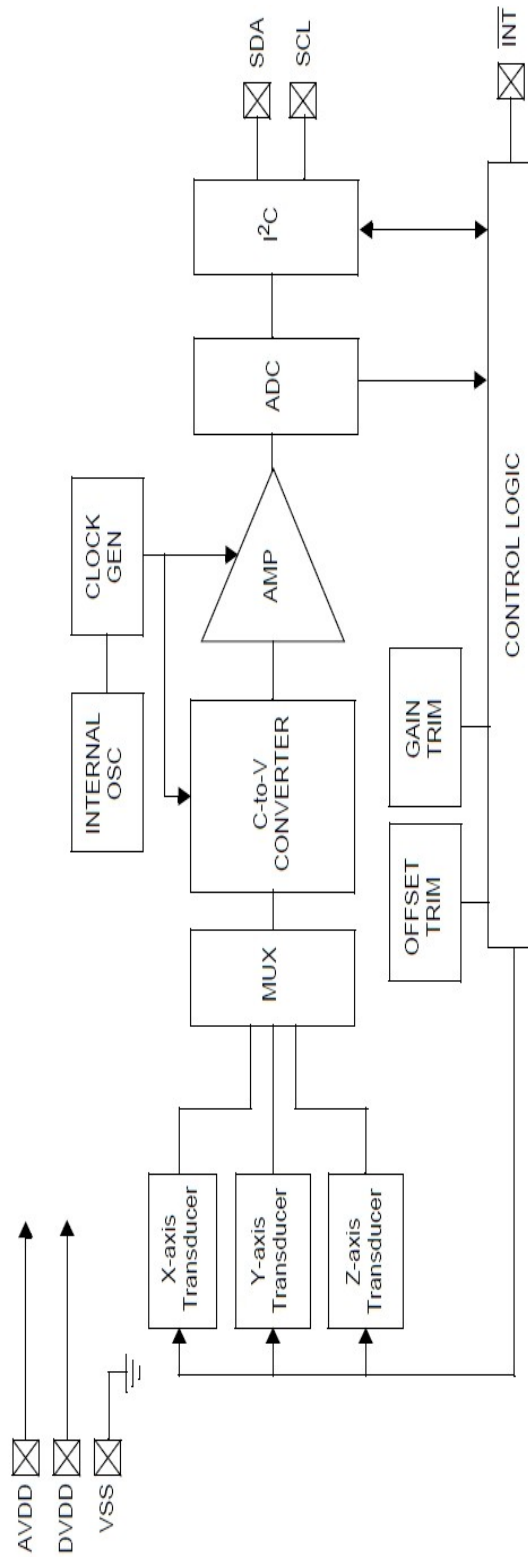 AVDD
DVDD
VSS
X-axis
Transducer
Y-axis
Transducer
Z-axis
Transducer
MUX
C-to-V
CONVERTER
INTERNAL
OSC
CLOCK
GEN
AMP
ADC
I²C
SDA
SCL
OFFSET
TRIM
GAIN
TRIM
CONTROL LOGIC
INT